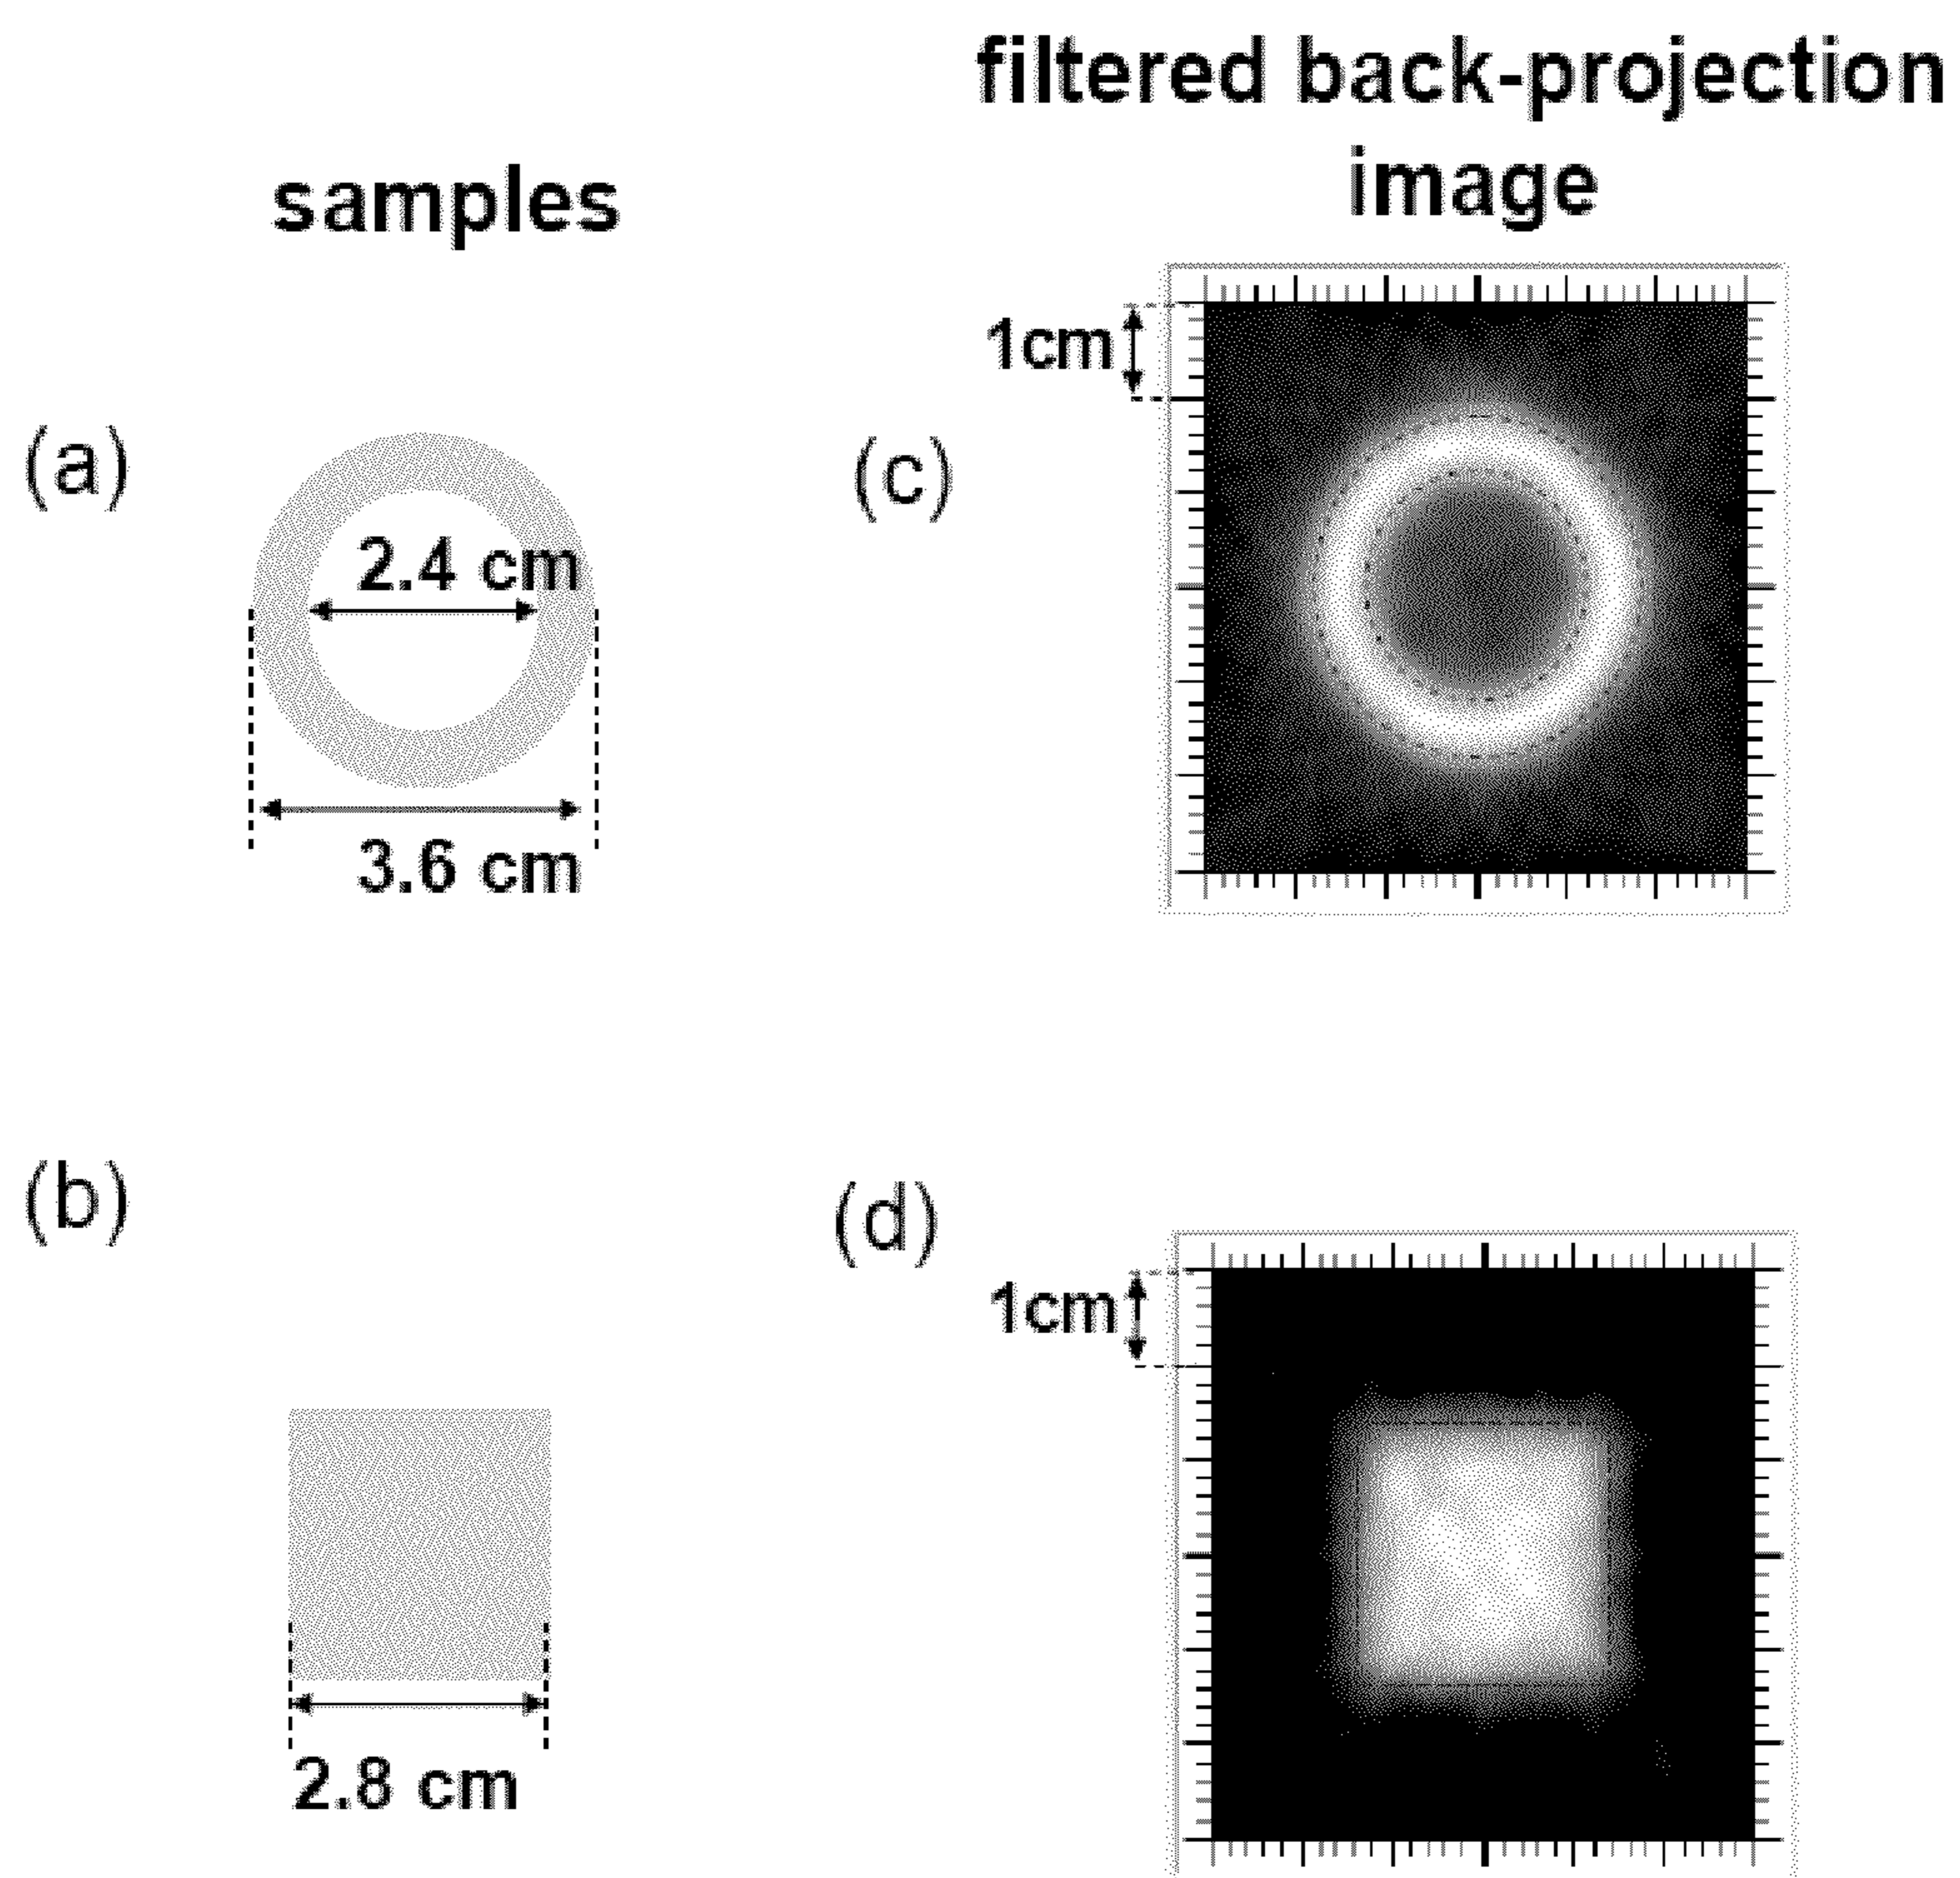 filtered back-projection
image
samples
1cm
(a)
(c)
2.4 cm
3.6 cm
(b)
(d)
1cm
2.8 cm